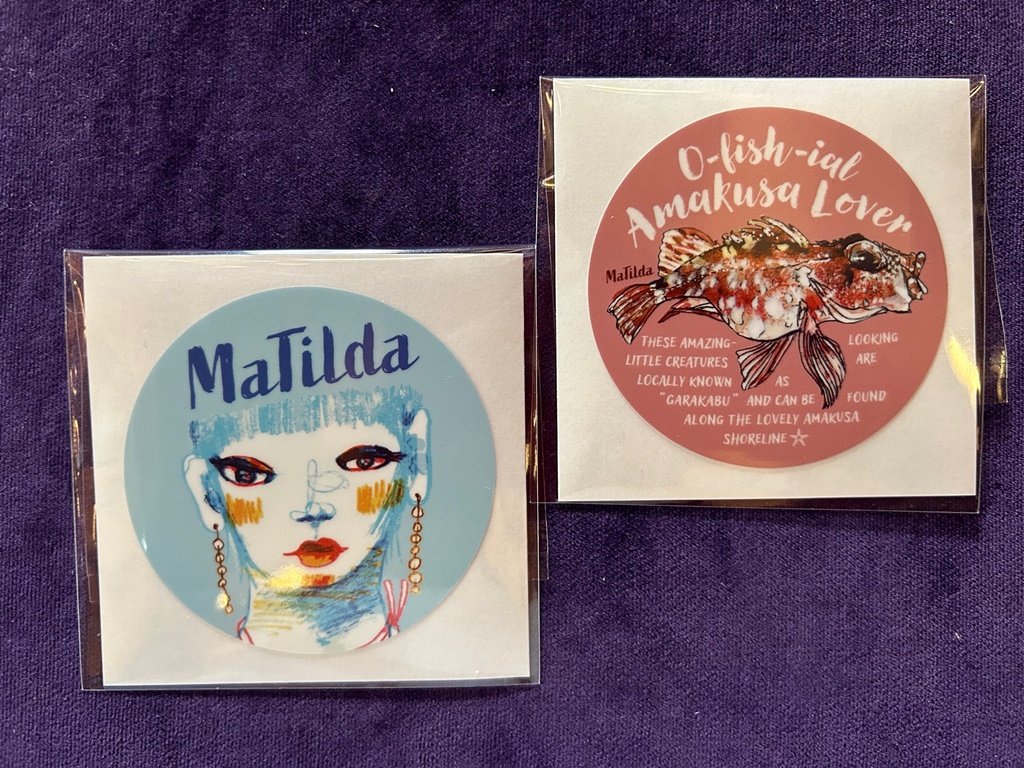 MaTilda
O-fish-ial
Amakusa Lover
MaTilda
THESE AMAZING- LOOKING
LITTLE CREATURES ARE
LOCALLY KNOWN AS
"GARAKABU" AND CAN BE FOUND
ALONG THE LOVELY AMAKUSA
SHORELINE ☆